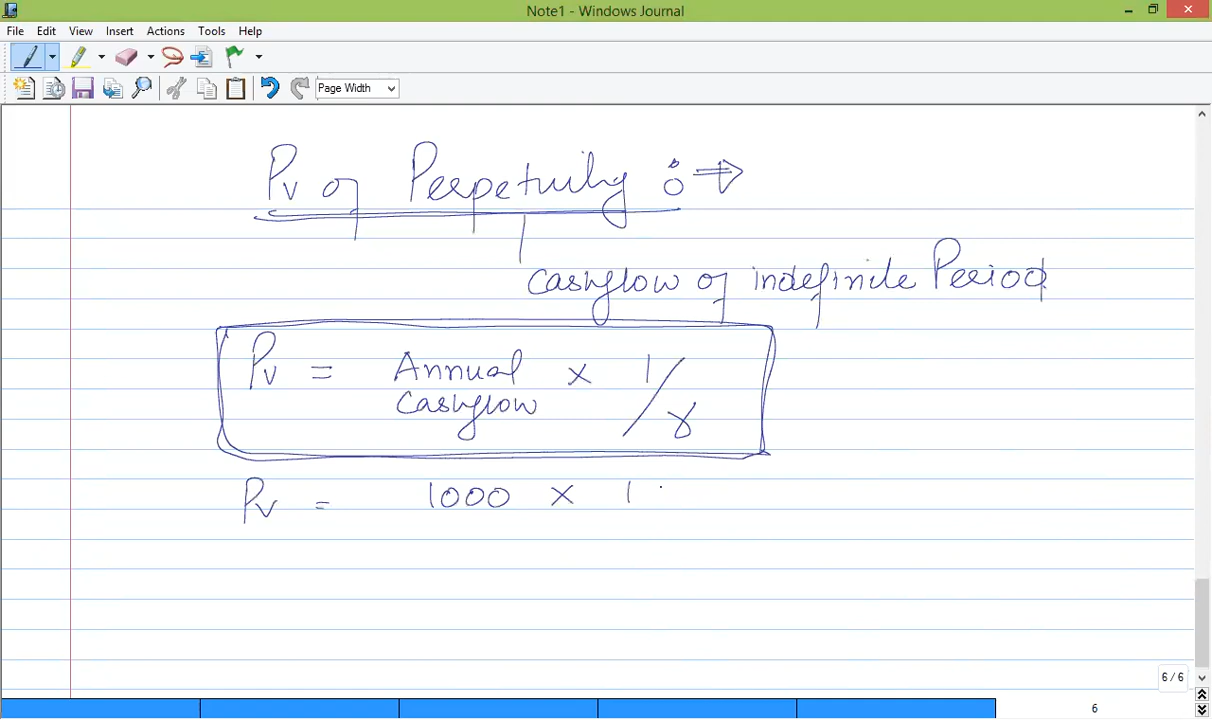 Note1 - Windows Journal
File Edit View Insert Actions Tools Help
Page Width
Pv of Perpetuity :⇒
cashflow of indefinite Period
Pv = Annual Cashflow × 1/r
Pv = 1000 × 1
6/6
6